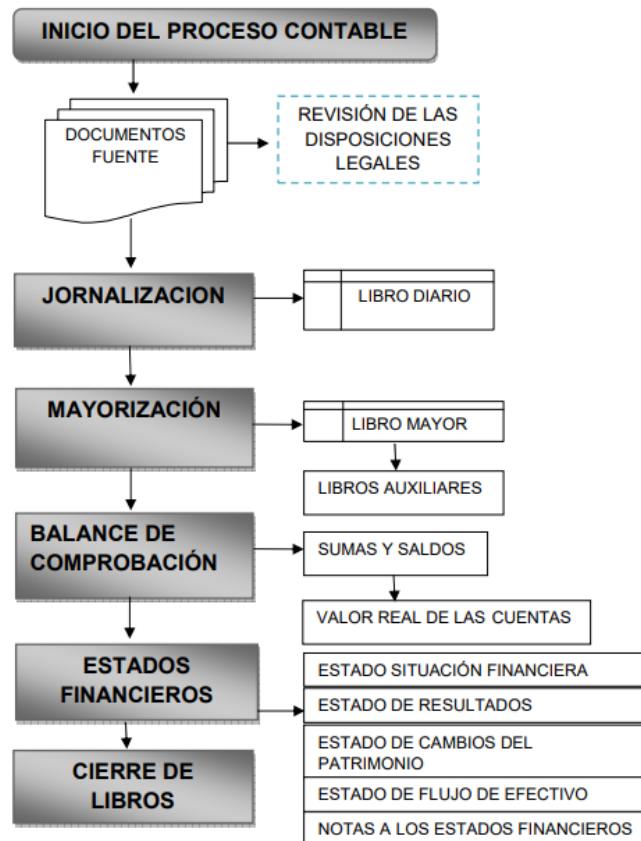 INICIO DEL PROCESO CONTABLE
DOCUMENTOS
FUENTE
REVISIÓN DE LAS
DISPOSICIONES
LEGALES
JORNALIZACION
LIBRO DIARIO
MAYORIZACIÓN
LIBRO MAYOR
LIBROS AUXILIARES
BALANCE DE
COMPROBACIÓN
SUMAS Y SALDOS
VALOR REAL DE LAS CUENTAS
ESTADOS
FINANCIEROS
ESTADO SITUACIÓN FINANCIERA
ESTADO DE RESULTADOS
ESTADO DE CAMBIOS DEL
PATRIMONIO
ESTADO DE FLUJO DE EFECTIVO
NOTAS A LOS ESTADOS FINANCIEROS
CIERRE DE
LIBROS